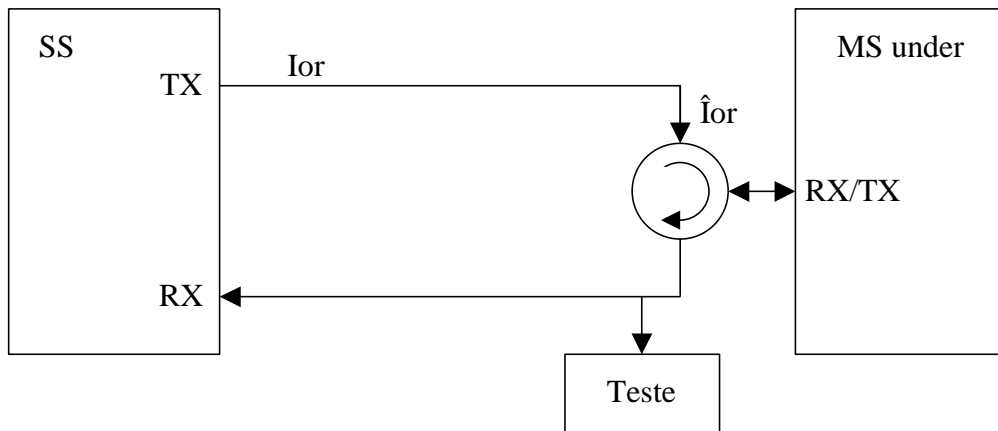 SS
MS under
TX
Ior
Îor
RX/TX
RX
Teste